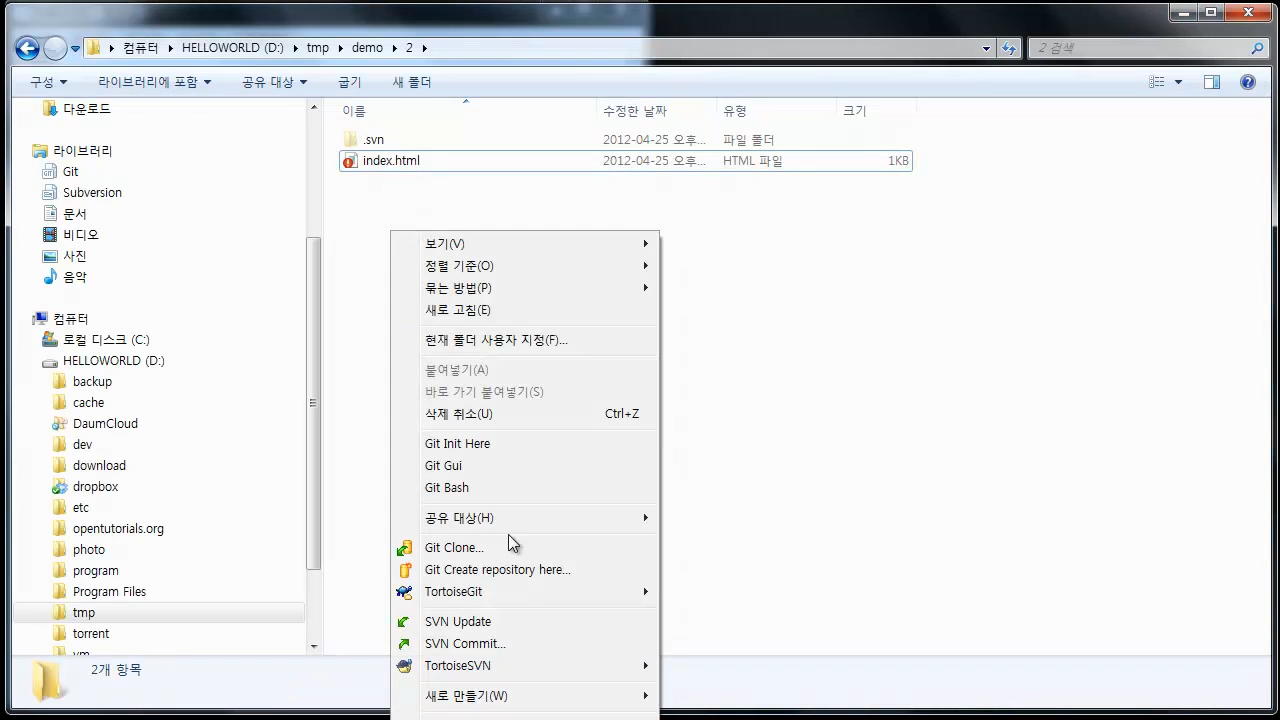 컴퓨터 HELLOWORLD (D:) tmp demo 2
2 검색
구성 라이브러리에 포함 공유 대상 굽기 새 폴더
다운로드
라이브러리
Git
Subversion
문서
비디오
사진
음악
컴퓨터
로컬 디스크 (C:)
HELLOWORLD (D:)
backup
cache
DaumCloud
dev
download
dropbox
etc
opentutorials.org
photo
program
Program Files
tmp
torrent
vm
이름 수정한 날짜 유형 크기
.svn 2012-04-25 오후... 파일 폴더
index.html 2012-04-25 오후... HTML 파일 1KB
보기(V)
정렬 기준(O)
묶는 방법(P)
새로 고침(E)
현재 폴더 사용자 지정(F)...
붙여넣기(A)
바로 가기 붙여넣기(S)
삭제 취소(U) Ctrl+Z
Git Init Here
Git Gui
Git Bash
공유 대상(H)
Git Clone...
Git Create repository here...
TortoiseGit
SVN Update
SVN Commit...
TortoiseSVN
새로 만들기(W)
2개 항목